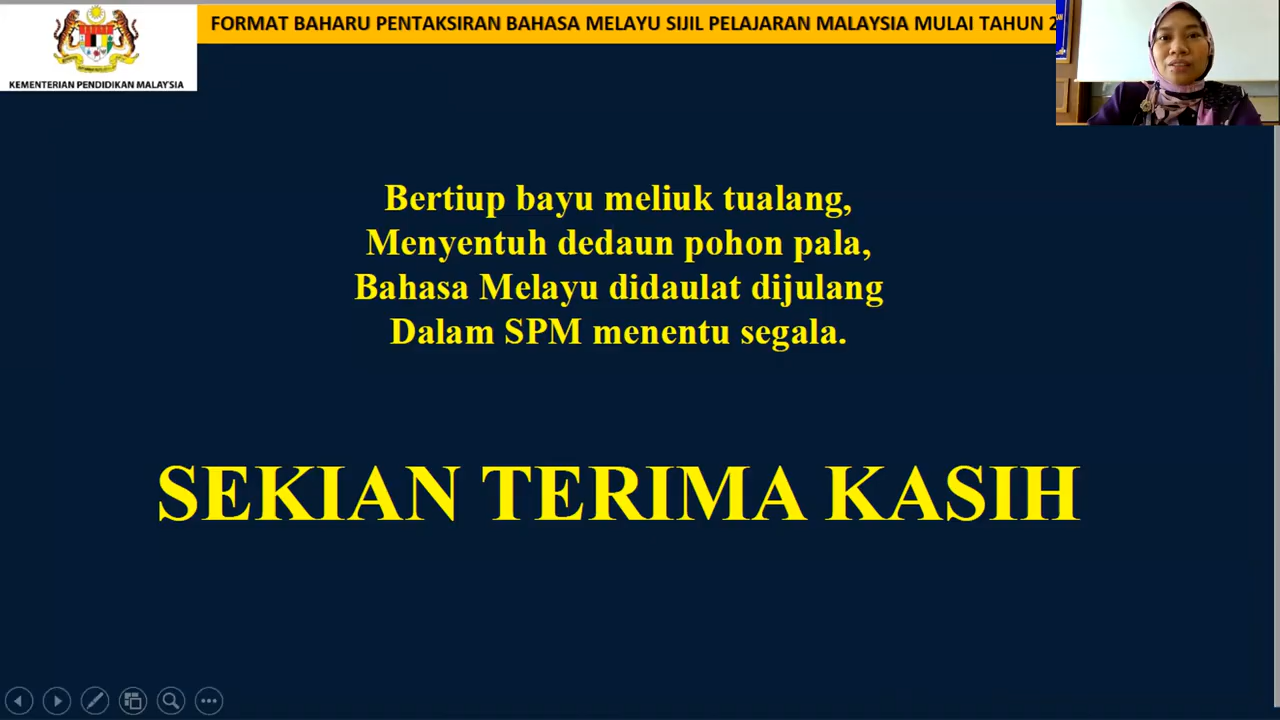 FORMAT BAHARU PENTAKSIRAN BAHASA MELAYU SIJIL PELAJARAN MALAYSIA MULAI TAHUN 2
KEMENTERIAN PENDIDIKAN MALAYSIA
Bertiup bayu meliuk tualang,
Menyentuh dedaun pohon pala,
Bahasa Melayu didaulat dijulang
Dalam SPM menentu segala.
SEKIAN TERIMA KASIH